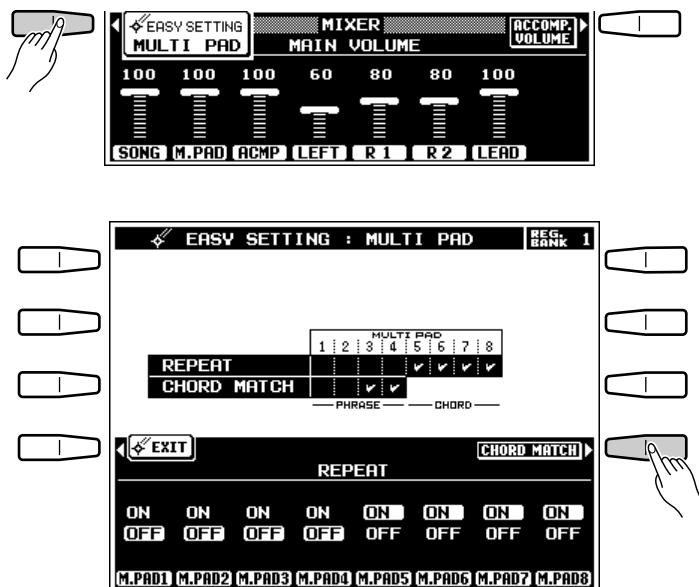 EASY SETTING
MULTI PAD
MIXER
MAIN VOLUME
ACCOMP.
VOLUME
100 100 100 60 80 80 100
SONG M.PAD ACMP LEFT R 1 R 2 LEAD
EASY SETTING : MULTI PAD
REG.
BANK 1
MULTI PAD
1 2 3 4 5 6 7 8
REPEAT
CHORD MATCH
PHRASE CHORD
EXIT
CHORD MATCH
REPEAT
ON ON ON ON ON ON ON ON
OFF OFF OFF OFF OFF OFF OFF OFF
M.PAD1 M.PAD2 M.PAD3 M.PAD4 M.PAD5 M.PAD6 M.PAD7 M.PAD8